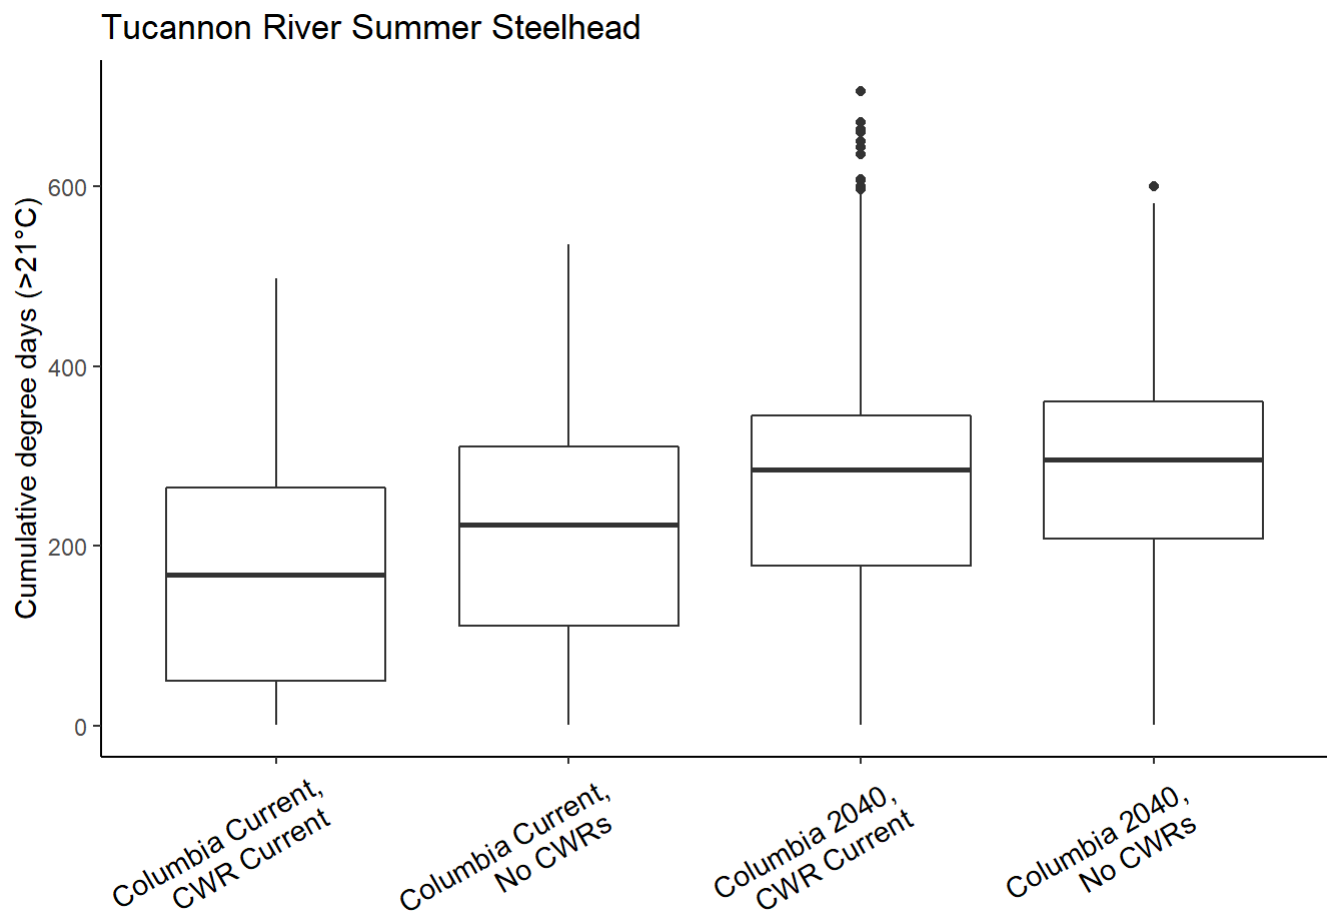 Tucannon River Summer Steelhead
Cumulative degree days (>21°C)
600
400
200
0
Columbia Current,
CWR Current
Columbia Current,
No CWRs
Columbia 2040,
CWR Current
Columbia 2040,
No CWRs